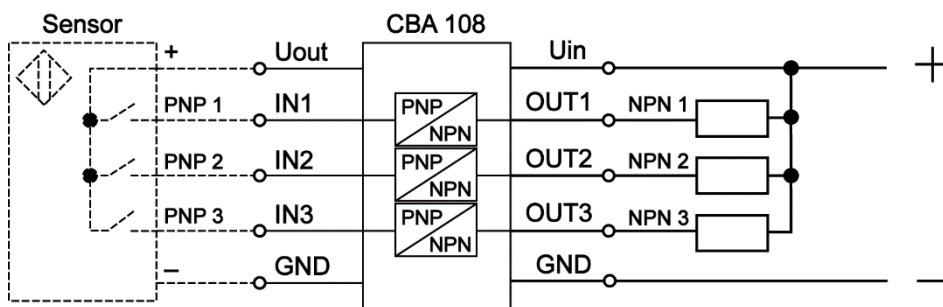 Sensor CBA 108
+ Uout Uin +
PNP 1 IN1 PNP NPN OUT1 NPN 1
PNP 2 IN2 PNP NPN OUT2 NPN 2
PNP 3 IN3 PNP NPN OUT3 NPN 3
– GND GND –